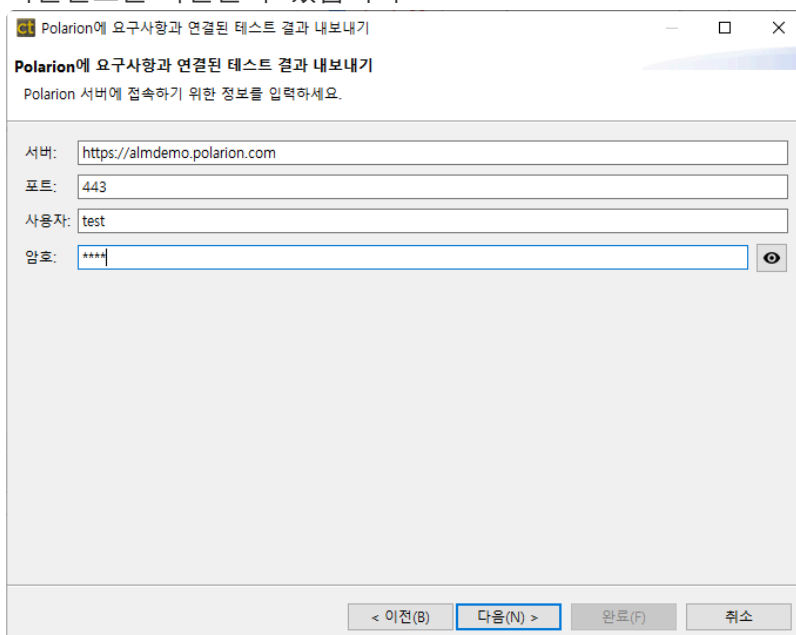 ct Polarion에 요구사항과 연결된 테스트 결과 내보내기
Polarion에 요구사항과 연결된 테스트 결과 내보내기
Polarion 서버에 접속하기 위한 정보를 입력하세요.
서버: https://almdemo.polarion.com
포트: 443
사용자: test
암호: ****
< 이전(B) 다음(N) > 완료(F) 취소